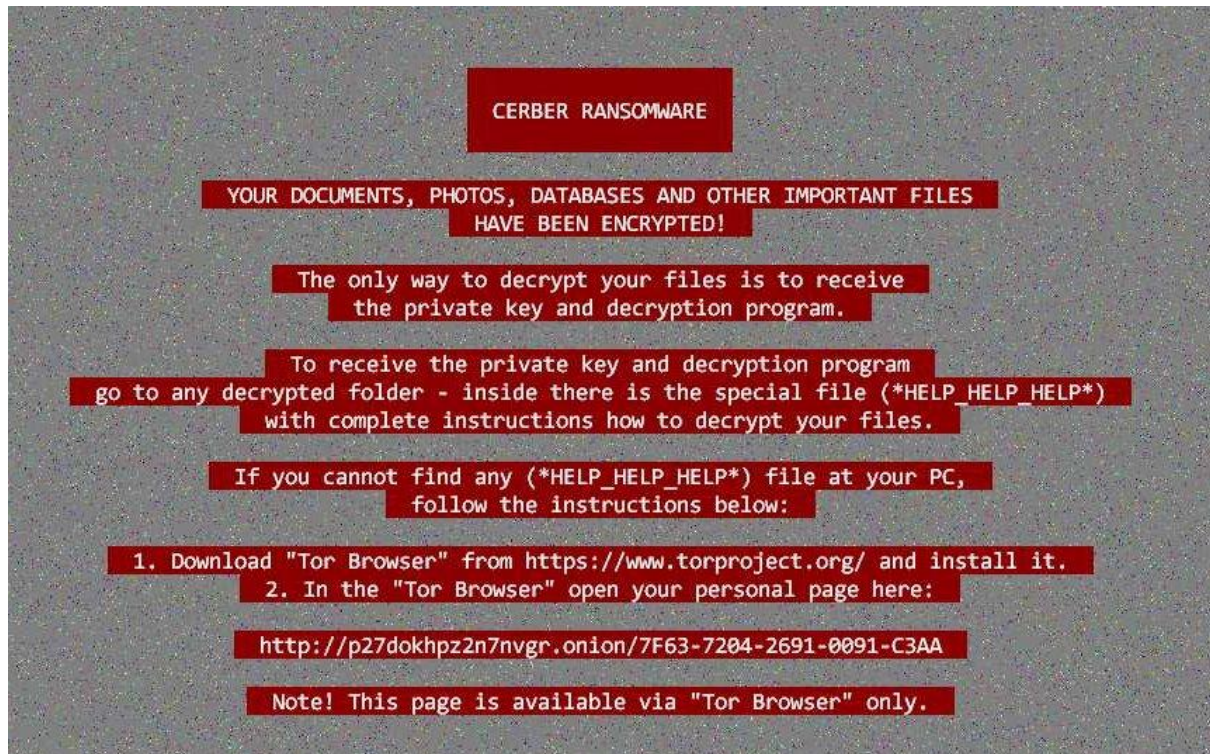 CERBER RANSOMWARE
YOUR DOCUMENTS, PHOTOS, DATABASES AND OTHER IMPORTANT FILES
HAVE BEEN ENCRYPTED!
The only way to decrypt your files is to receive
the private key and decryption program.
To receive the private key and decryption program
go to any decrypted folder - inside there is the special file (*HELP_HELP_HELP*)
with complete instructions how to decrypt your files.
If you cannot find any (*HELP_HELP_HELP*) file at your PC,
follow the instructions below:
1. Download "Tor Browser" from https://www.torproject.org/ and install it.
2. In the "Tor Browser" open your personal page here:
http://p27dokhpz2n7nvgr.onion/7F63-7204-2691-0091-C3AA
Note! This page is available via "Tor Browser" only.